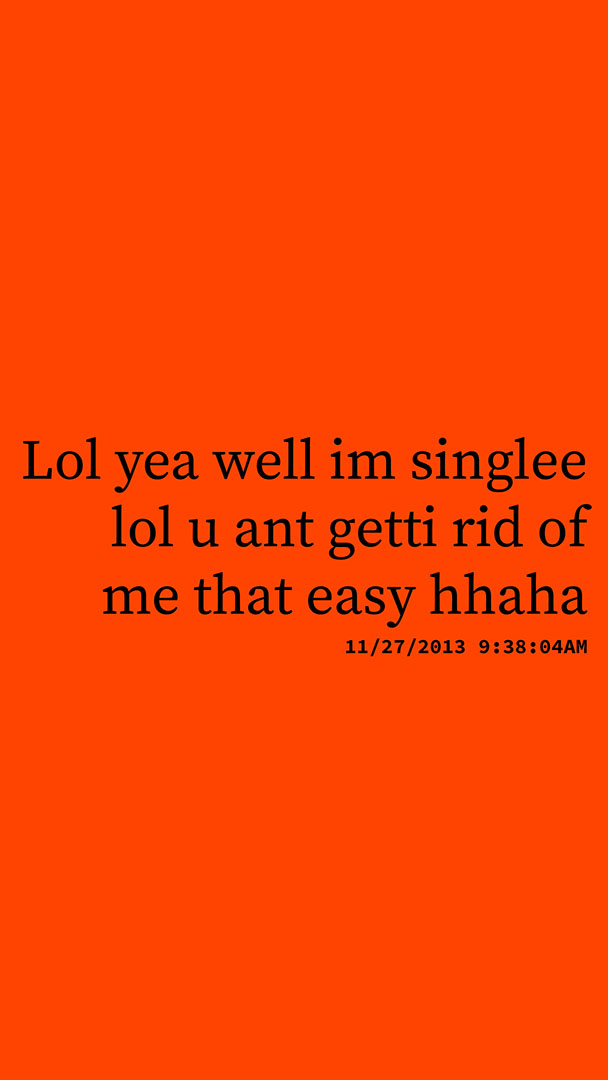 Lol yea well im singlee
lol u ant getti rid of
me that easy hhaha
11/27/2013 9:38:04AM